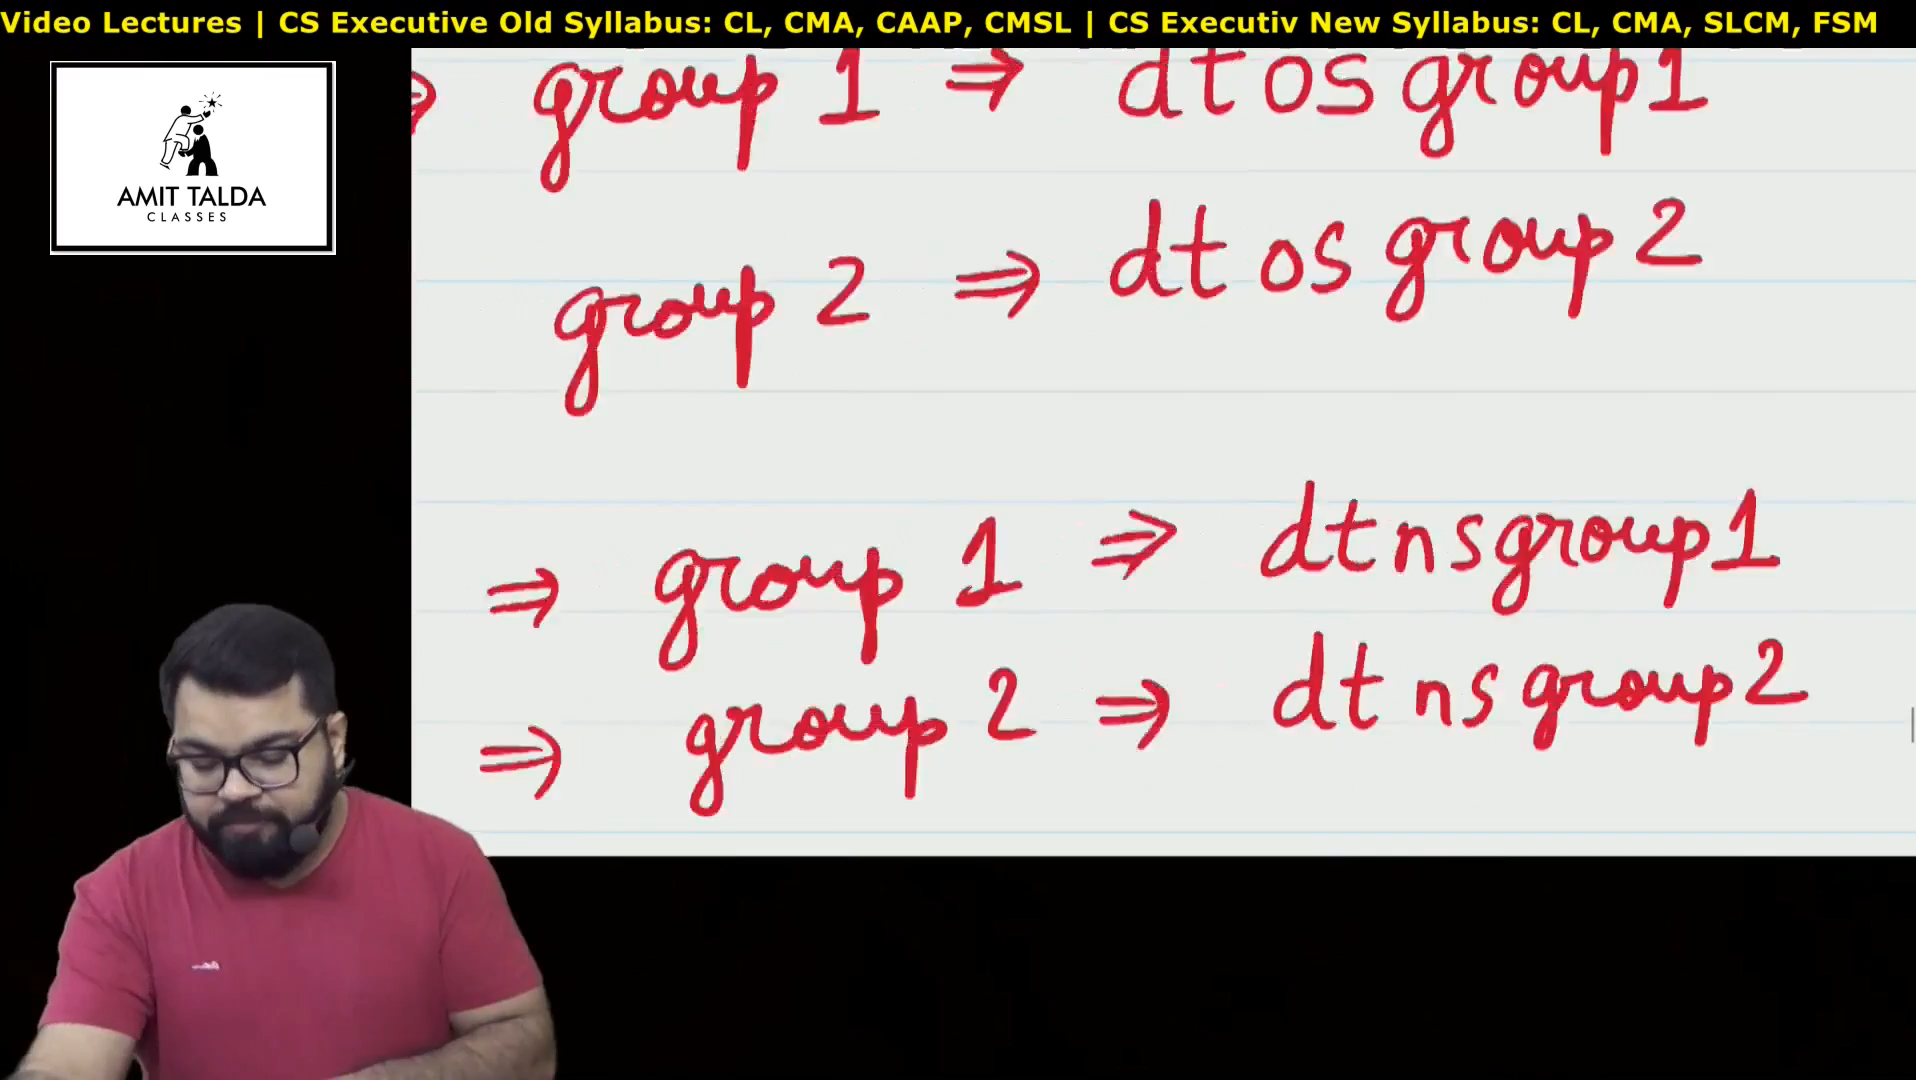 Video Lectures | CS Executive Old Syllabus: CL, CMA, CAAP, CMSL | CS Executiv New Syllabus: CL, CMA, SLCM, FSM
AMIT TALDA
CLASSES
⇒ group 1 ⇒ dtosgroup1
group 2 ⇒ dtosgroup2
⇒ group 1 ⇒ dtnsgroup1
⇒ group 2 ⇒ dtnsgroup2